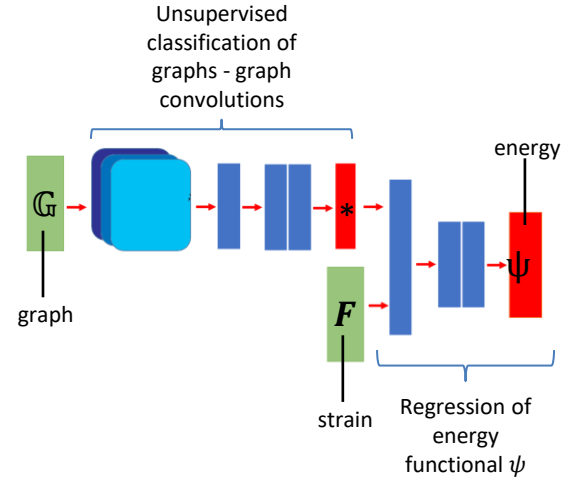 Unsupervised
classification of
graphs - graph
convolutions
energy
𝔾
*
ψ
graph
F
strain
Regression of
energy
functional ψ